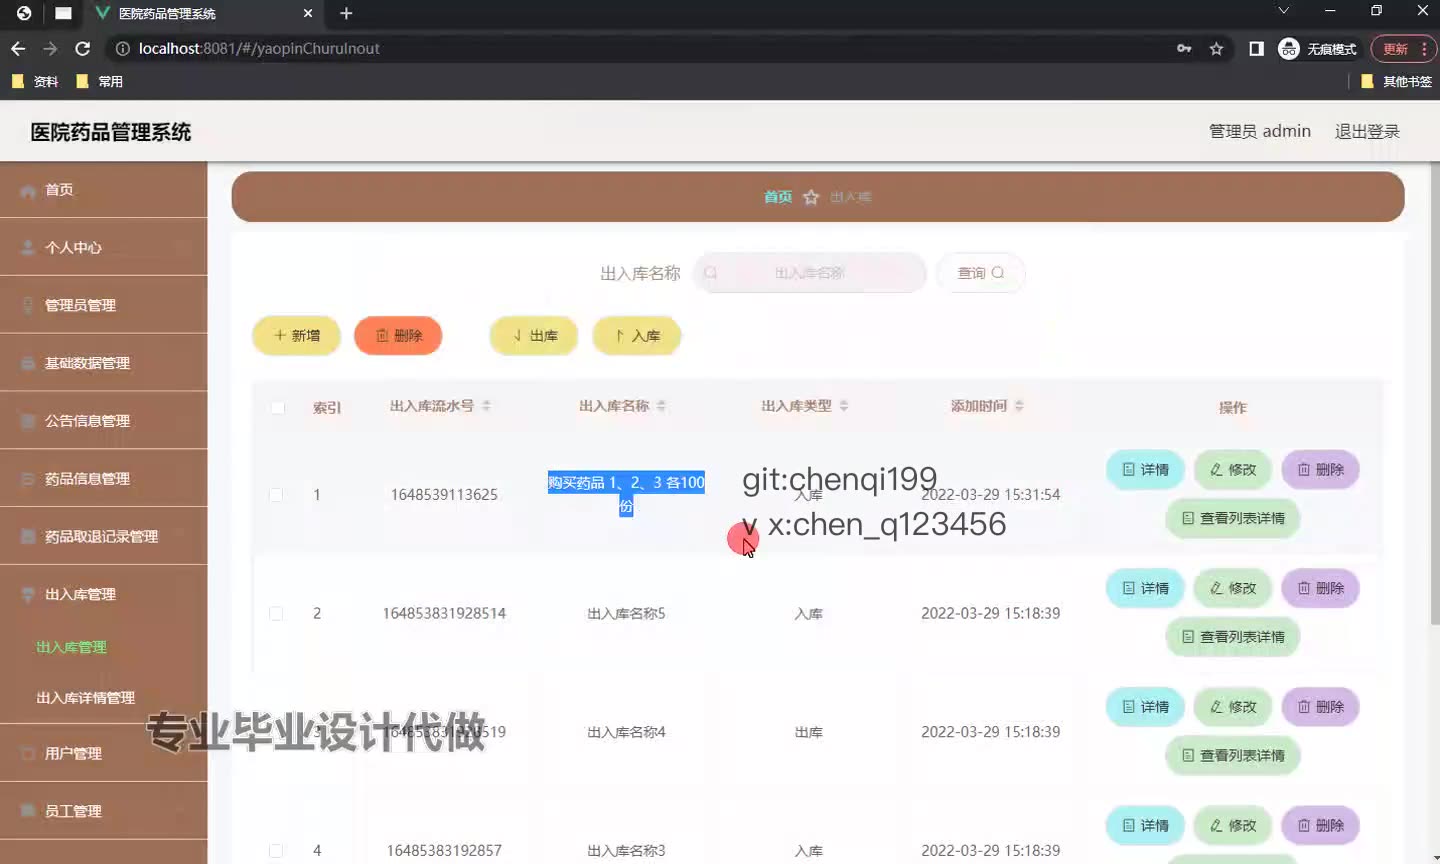 医院药品管理系统
localhost:8081/#/yaopinChuruInout
无痕模式
更新
资料
常用
其他书签
医院药品管理系统
管理员 admin
退出登录
首页
个人中心
管理员管理
基础数据管理
公告信息管理
药品信息管理
药品取退记录管理
出入库管理
出入库管理
出入库详情管理
用户管理
员工管理
首页 出入库
出入库名称 出入库名称 查询
新增 删除 出库 入库
索引 出入库流水号 出入库名称 出入库类型 添加时间 操作
1 1648539113625 购买药品 1、2、3 各100份 入库 2022-03-29 15:31:54 详情 修改 删除
查看列表详情
git:chenqi199
v x:chen_q123456
2 164853831928514 出入库名称5 入库 2022-03-29 15:18:39 详情 修改 删除
查看列表详情
出入库名称4 出库 2022-03-29 15:18:39 详情 修改 删除
查看列表详情
专业毕业设计代做
4 16485383192857 出入库名称3 入库 2022-03-29 15:18:39 详情 修改 删除